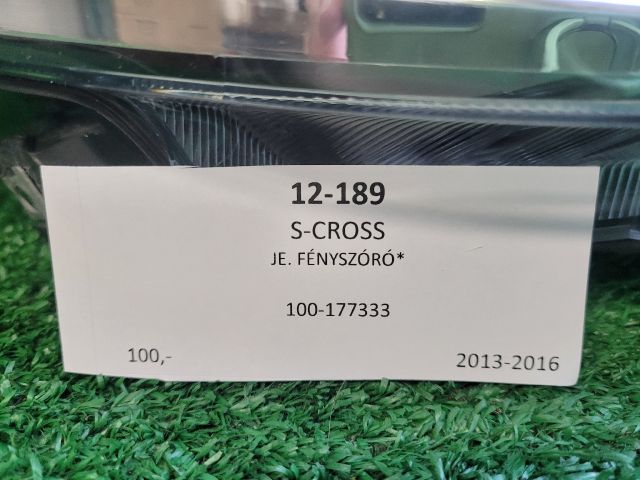 12-189
S-CROSS
JE. FÉNYSZÓRÓ*
100-177333
100,- 2013-2016